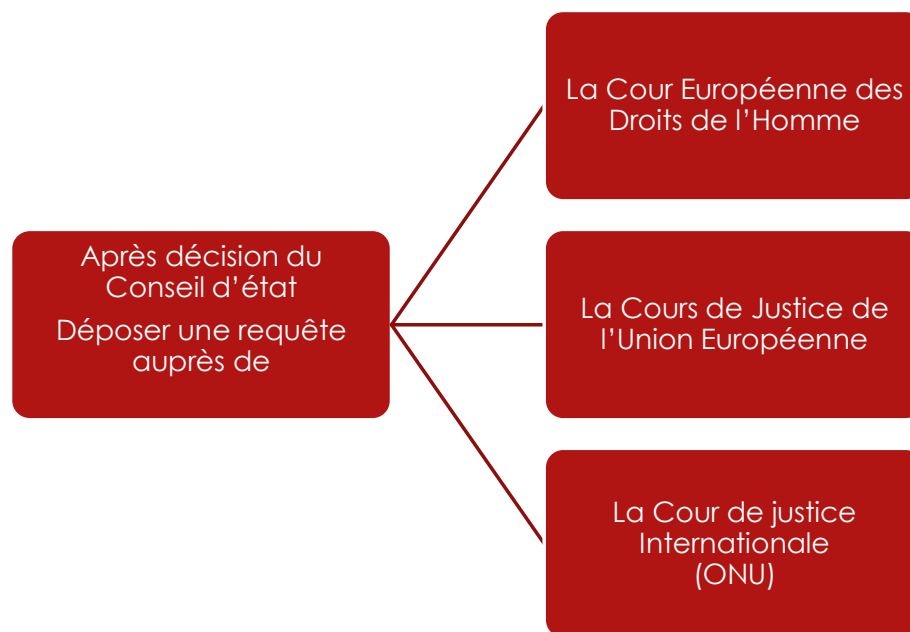 Après décision du
Conseil d’état
Déposer une requête
auprès de
La Cour Européenne des
Droits de l’Homme
La Cours de Justice de
l’Union Européenne
La Cour de justice
Internationale
(ONU)